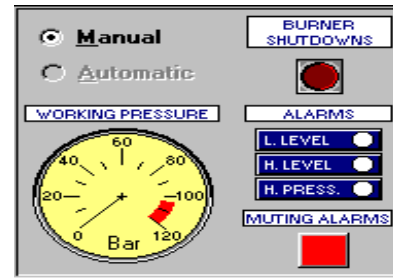 Manual
Automatic
BURNER
SHUTDOWNS
WORKING PRESSURE
0
20
40
60
80
100
120
Bar
ALARMS
L. LEVEL
H. LEVEL
H. PRESS.
MUTING ALARMS